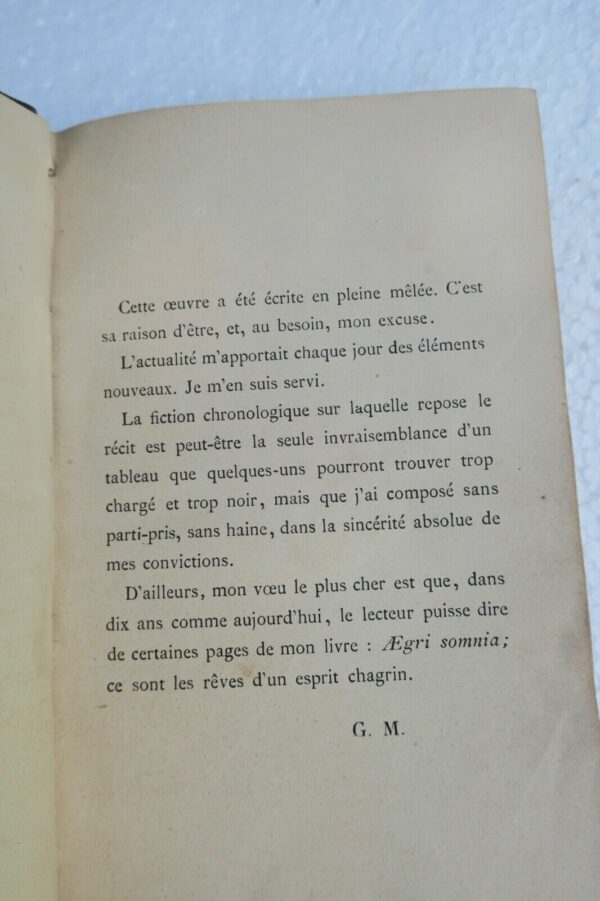 Cette œuvre a été écrite en pleine mêlée. C'est
sa raison d'être, et, au besoin, mon excuse.
L'actualité m'apportait chaque jour des éléments
nouveaux. Je m'en suis servi.
La fiction chronologique sur laquelle repose le
récit est peut-être la seule invraisemblance d'un
tableau que quelques-uns pourront trouver trop
chargé et trop noir, mais que j'ai composé sans
parti-pris, sans haine, dans la sincérité absolue de
mes convictions.
D'ailleurs, mon vœu le plus cher est que, dans
dix ans comme aujourd'hui, le lecteur puisse dire
de certaines pages de mon livre : Ægri somnia;
ce sont les rêves d'un esprit chagrin.
G. M.